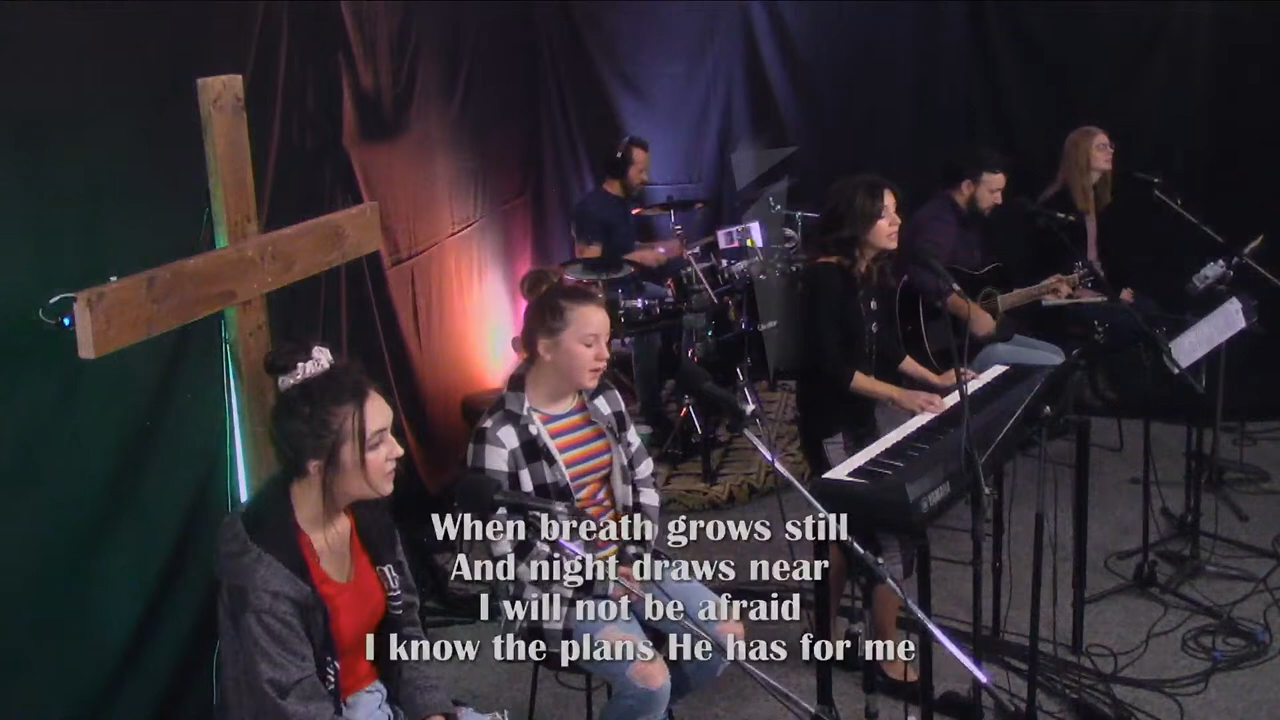 When breath grows still
And night draws near
I will not be afraid
I know the plans He has for me
YAMAHA